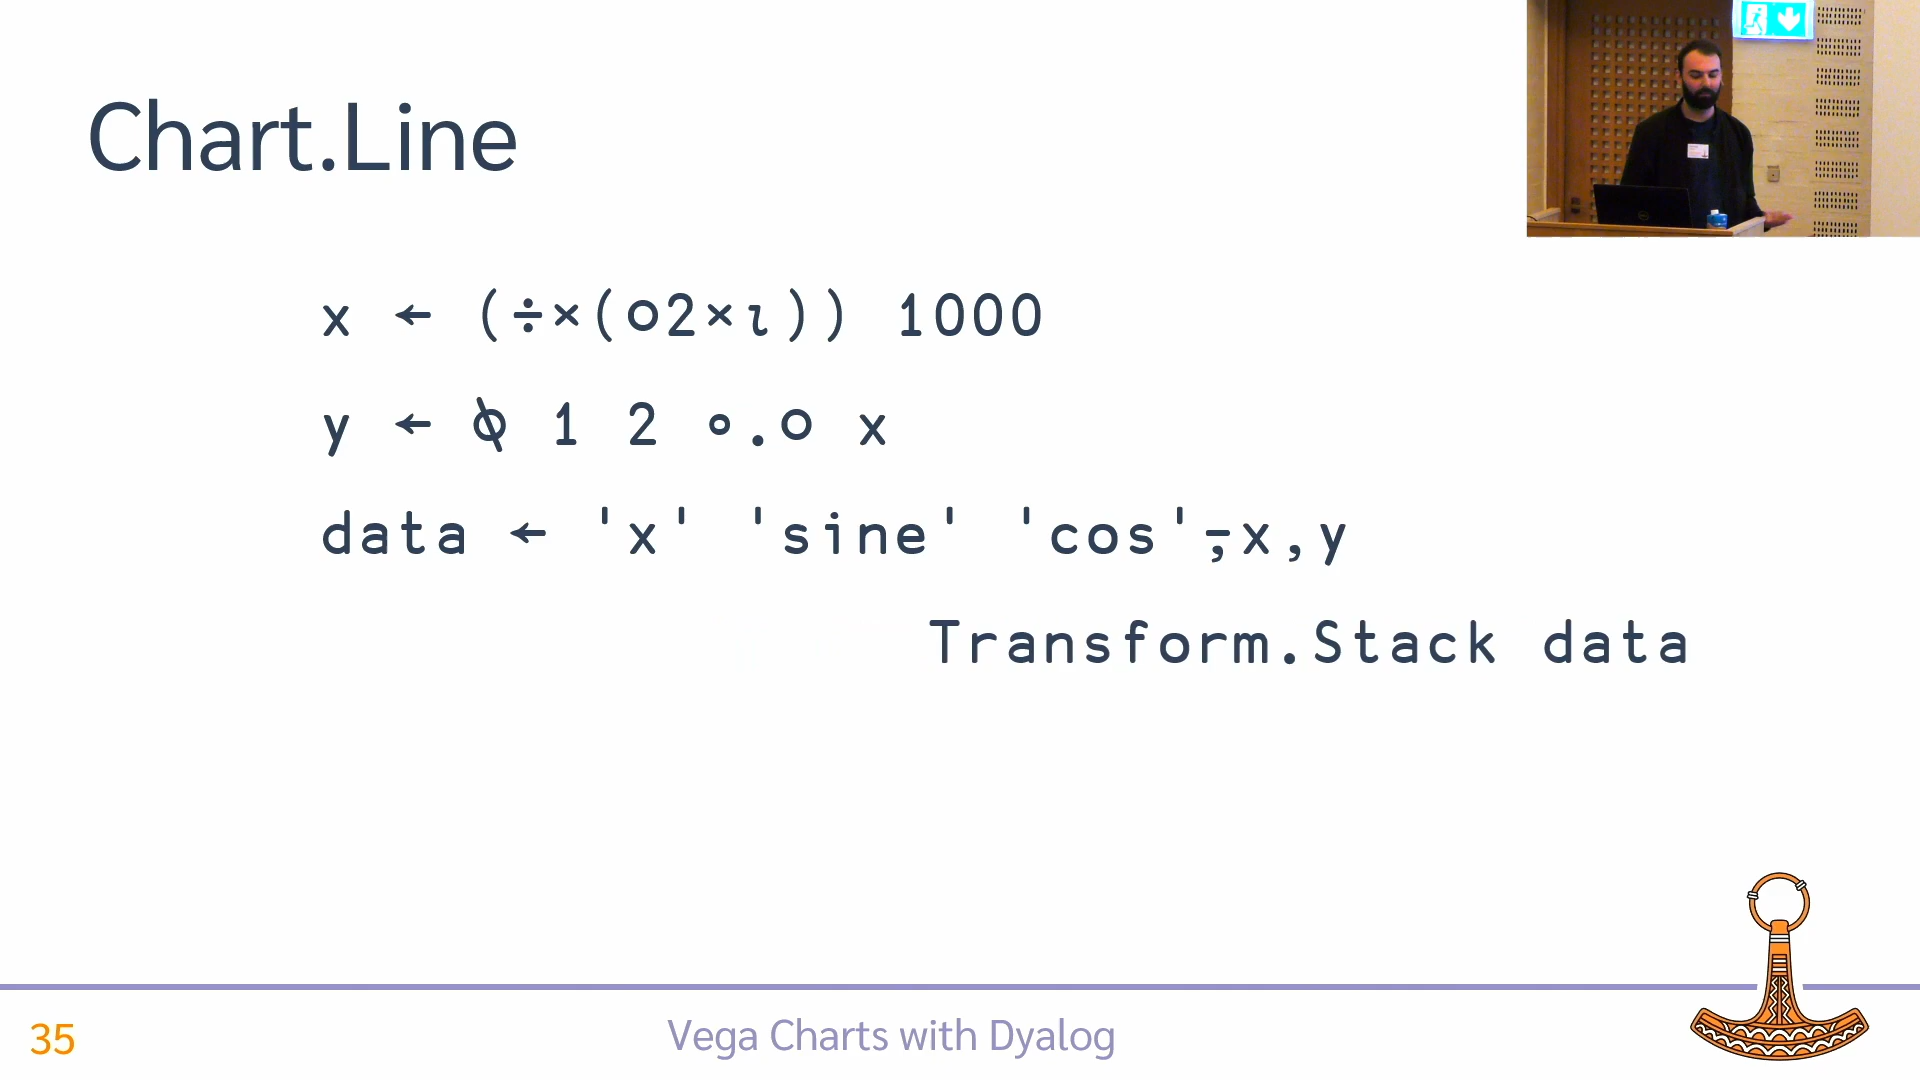 Chart.Line
x ← (÷×(○2×⍳)) 1000
y ← ⍉ 1 2 ∘.○ x
data ← 'x' 'sine' 'cos'⍪x,y
Transform.Stack data
35
Vega Charts with Dyalog